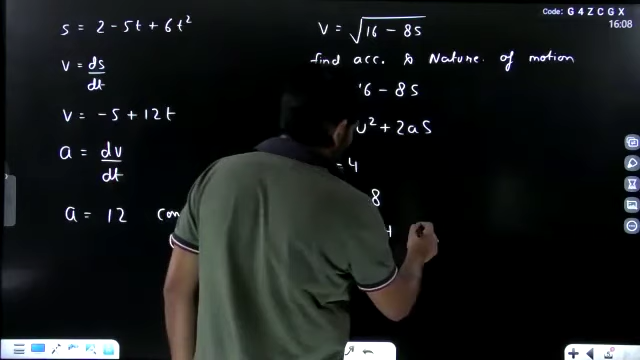 Code: G4ZCGX
16:08
s = 2 - 5t + 6t²
v = ds/dt
v = -5 + 12t
a = dv/dt
a = 12
v = √16 - 8s
find acc. & Nature of motion
16 - 8s
u² + 2as
= 4
8